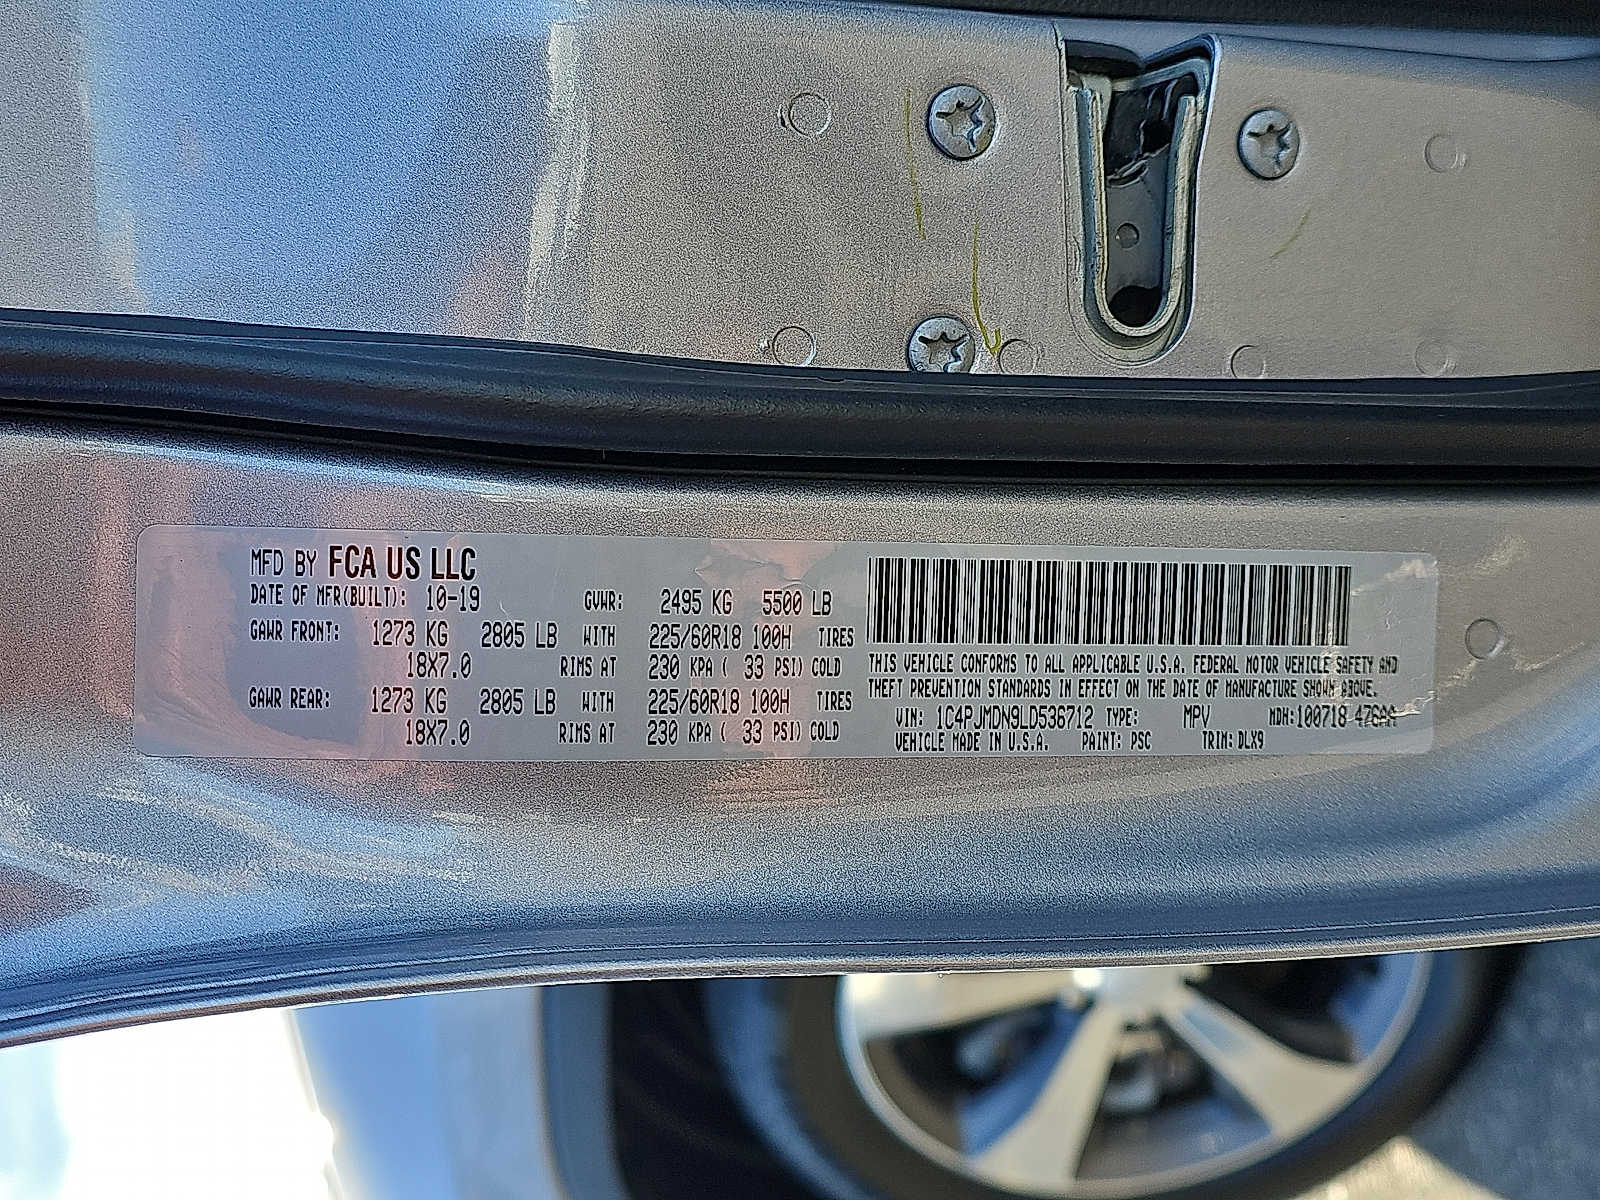 MFD BY FCA US LLC
DATE OF MFR(BUILT): 10-19 GVWR: 2495 KG 5500 LB
GAWR FRONT: 1273 KG 2805 LB WITH 225/60R18 100H TIRES
18X7.0 RIMS AT 230 KPA ( 33 PSI) COLD
GAWR REAR: 1273 KG 2805 LB WITH 225/60R18 100H TIRES
18X7.0 RIMS AT 230 KPA ( 33 PSI) COLD
THIS VEHICLE CONFORMS TO ALL APPLICABLE U.S.A. FEDERAL MOTOR VEHICLE SAFETY AND
THEFT PREVENTION STANDARDS IN EFFECT ON THE DATE OF MANUFACTURE SHOWN ABOVE.
VIN: 1C4PJMDN9LD536712 TYPE: MPV MDH:100718 476AA
VEHICLE MADE IN U.S.A. PAINT: PSC TRIM: DLX9